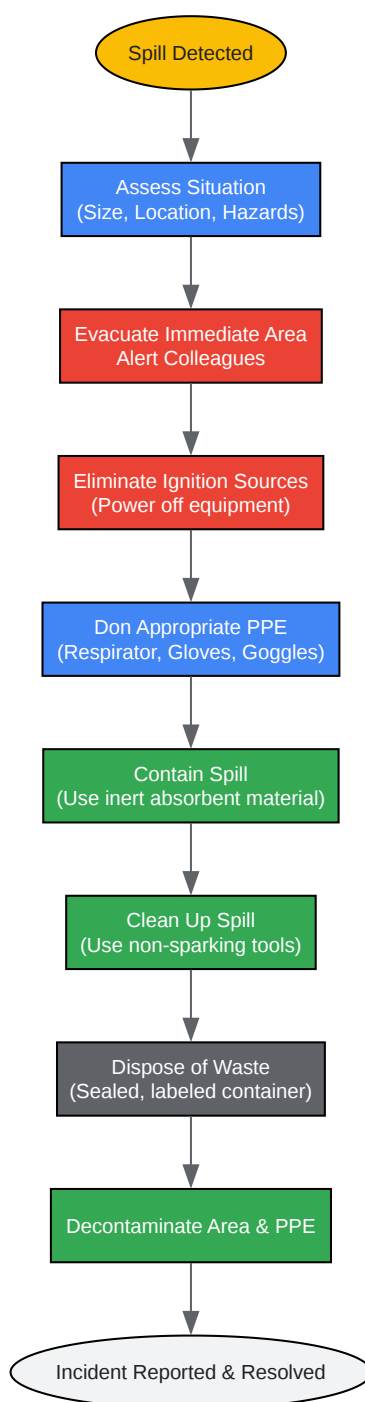 Spill Detected
Assess Situation
(Size, Location, Hazards)
Evacuate Immediate Area
Alert Colleagues
Eliminate Ignition Sources
(Power off equipment)
Don Appropriate PPE
(Respirator, Gloves, Goggles)
Contain Spill
(Use inert absorbent material)
Clean Up Spill
(Use non-sparking tools)
Dispose of Waste
(Sealed, labeled container)
Decontaminate Area & PPE
Incident Reported & Resolved